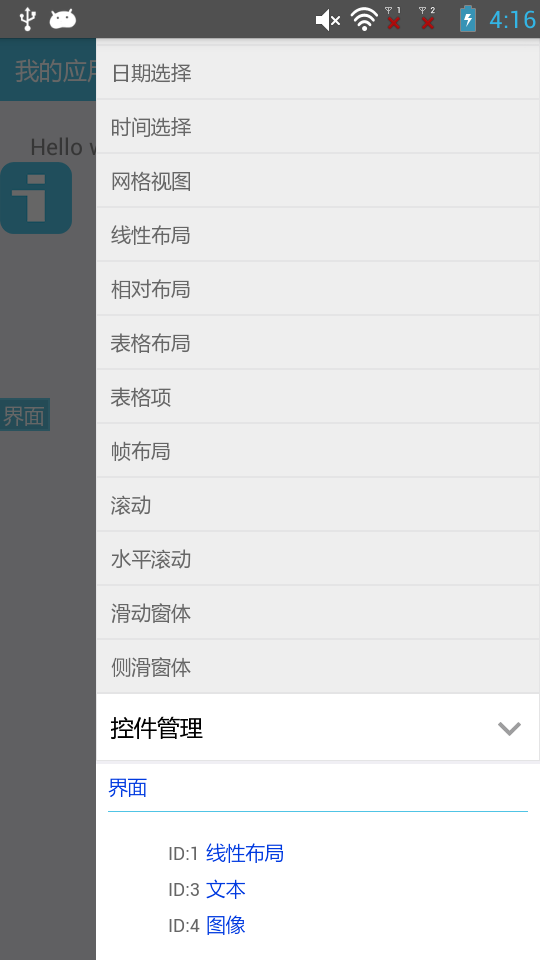 1 2 4:16
我的应用
日期选择
Hello w
时间选择
网格视图
线性布局
相对布局
表格布局
表格项
界面
帧布局
滚动
水平滚动
滑动窗体
侧滑窗体
控件管理
界面
ID:1 线性布局
ID:3 文本
ID:4 图像